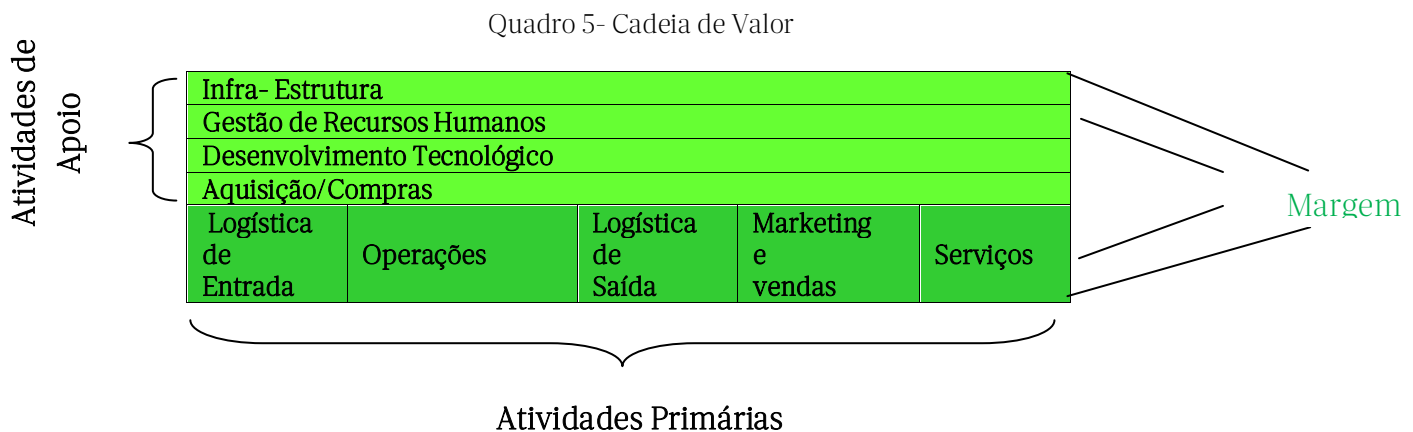 Quadro 5- Cadeia de Valor
Atividades de
Apoio
Infra- Estrutura
Gestão de Recursos Humanos
Desenvolvimento Tecnológico
Aquisição/Compras
Logística
de
Entrada
Operações
Logística
de
Saída
Marketing
e
vendas
Serviços
Margem
Atividades Primárias